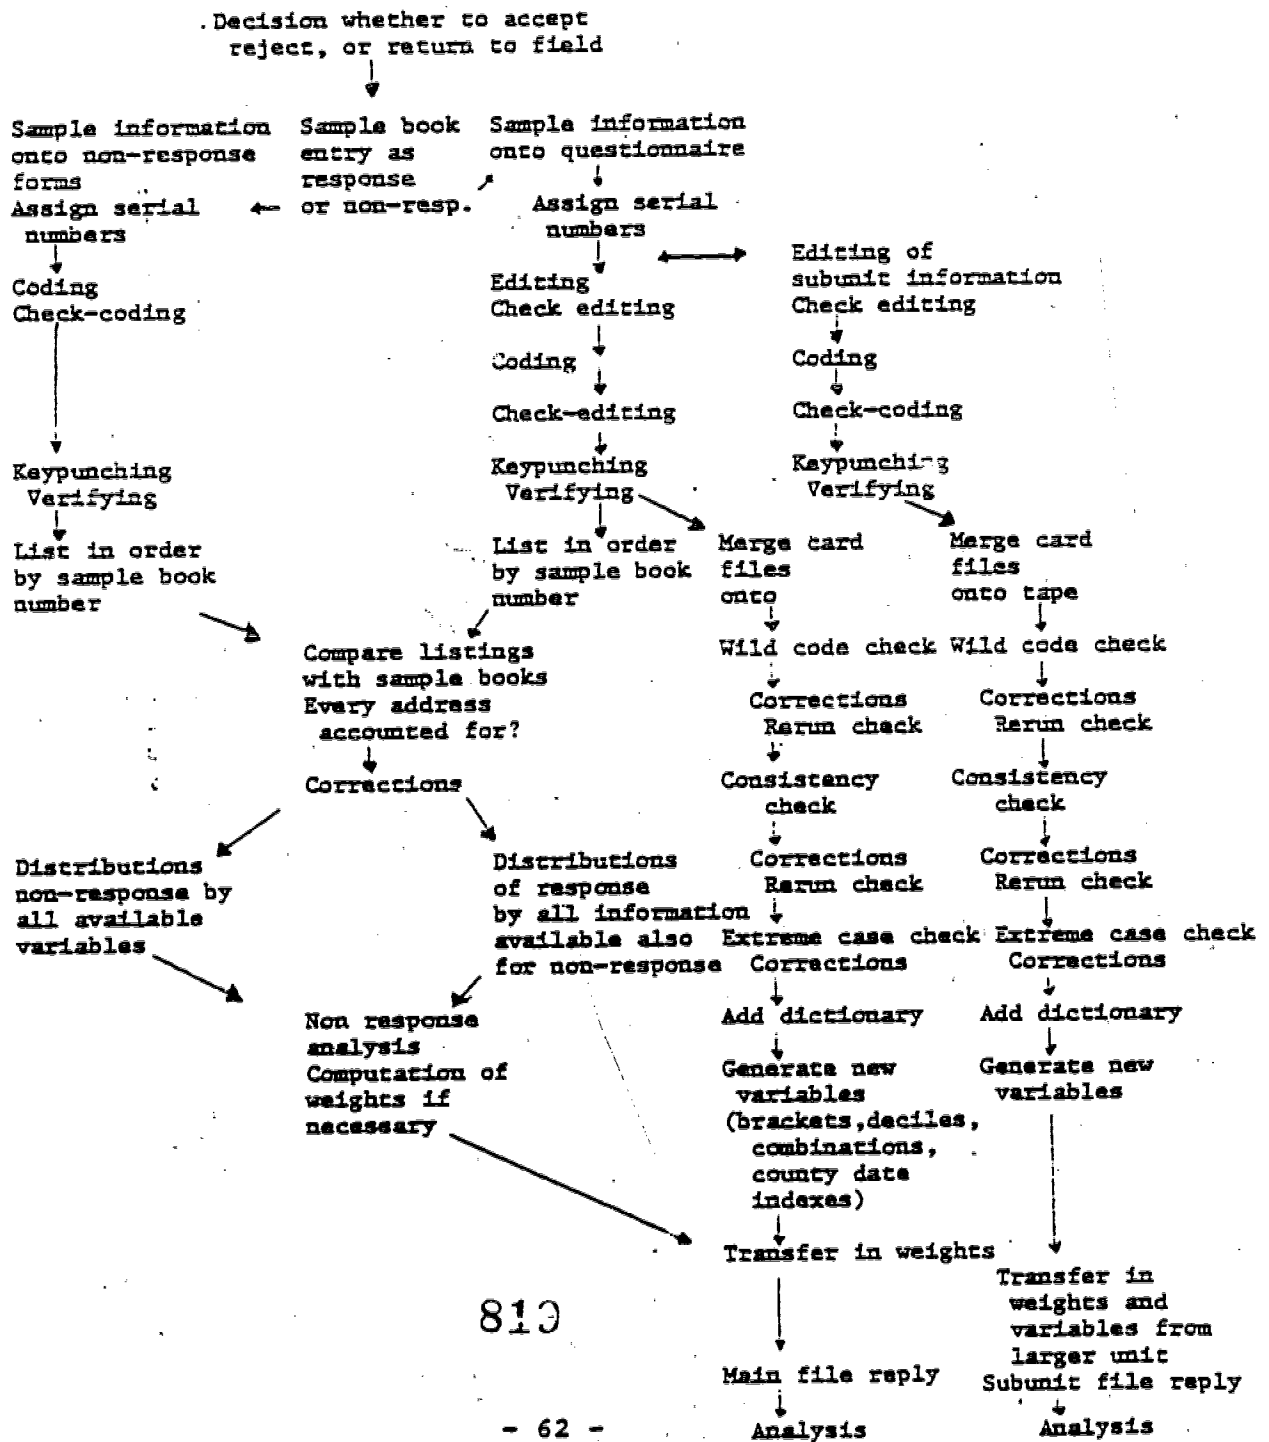 .Decision whether to accept
reject, or return to field
Sample information
onto non-response
forms
Assign serial
numbers
Sample book
entry as
response
or non-resp.
Sample information
onto questionnaire
Assign serial
numbers
Coding
Check-coding
Editing
Check editing
Editing of
subunit information
Check editing
Coding
Coding
Check-editing
Check-coding
Keypunching
Verifying
Keypunching
Verifying
Keypunching
Verifying
List in order
by sample book
number
List in order
by sample book
number
Merge card
files
onto
Merge card
files
onto tape
Compare listings
with sample books
Every address
accounted for?
Corrections
Wild code check
Corrections
Rerun check
Consistency
check
Corrections
Rerun check
Extreme case check
Corrections
Add dictionary
Generate new
variables
(brackets,deciles,
combinations,
county date
indexes)
Wild code check
Corrections
Rerun check
Consistency
check
Corrections
Rerun check
Extreme case check
Corrections
Add dictionary
Generate new
variables
Distributions
non-response by
all available
variables
Distributions
of response
by all information
available also
for non-response
Non response
analysis
Computation of
weights if
necessary
Transfer in weights
Main file reply
Analysis
Transfer in
weights and
variables from
larger unit
Subunit file reply
Analysis
810
- 62 -